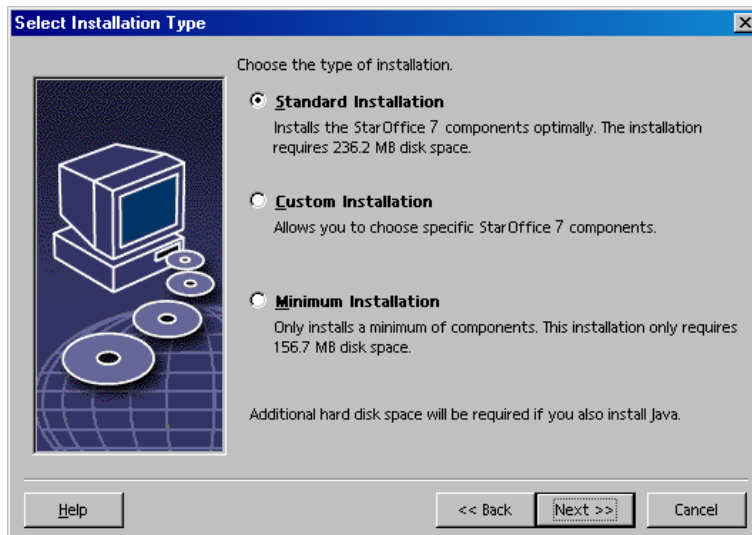 Select Installation Type
Choose the type of installation.
Standard Installation
Installs the StarOffice 7 components optimally. The installation
requires 236.2 MB disk space.
Custom Installation
Allows you to choose specific StarOffice 7 components.
Minimum Installation
Only installs a minimum of components. This installation only requires
156.7 MB disk space.
Additional hard disk space will be required if you also install Java.
Help
<< Back
Next >>
Cancel